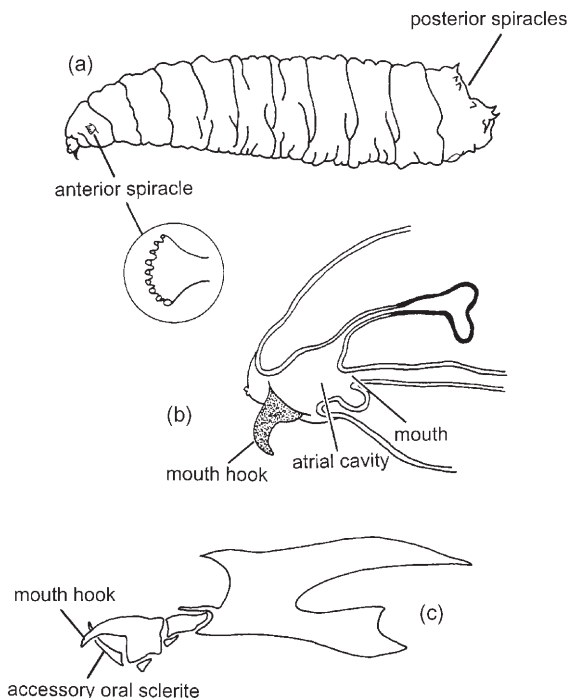 posterior spiracles
(a)
anterior spiracle
(b)
mouth
atrial cavity
mouth hook
mouth hook
(c)
accessory oral sclerite